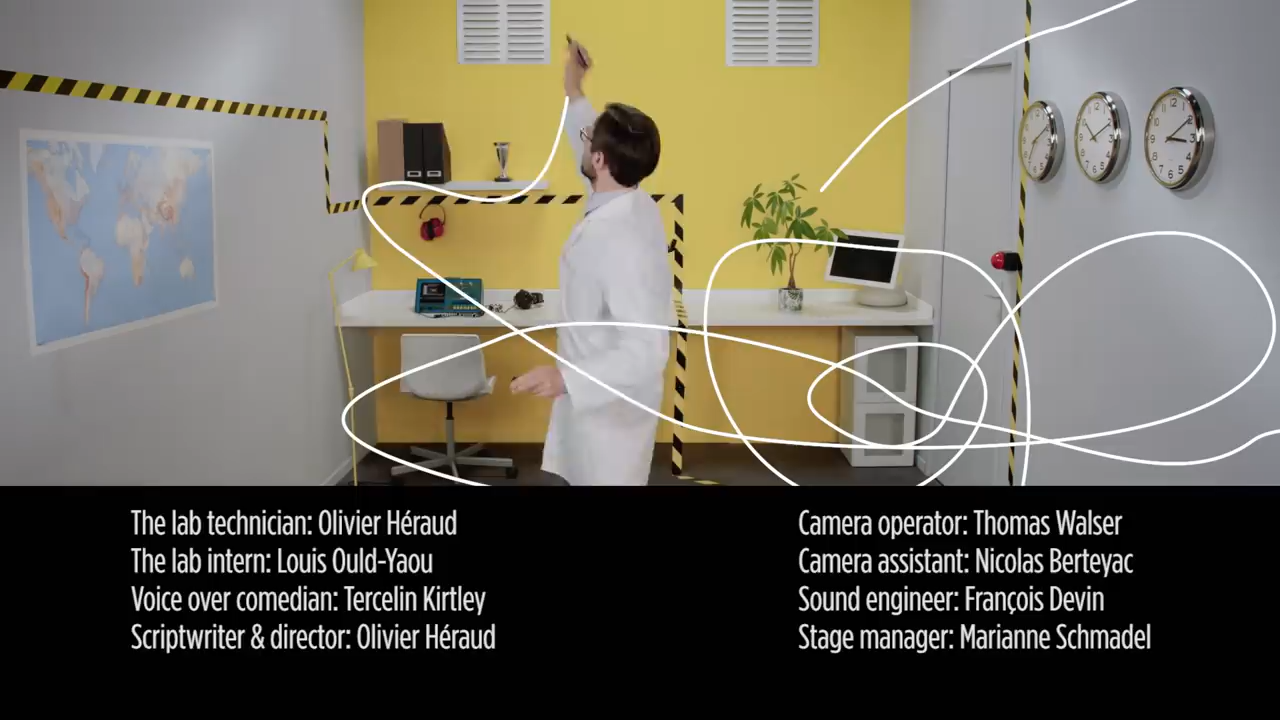 The lab technician: Olivier Héraud
The lab intern: Louis Ould-Yaou
Voice over comedian: Tercelin Kirtley
Scriptwriter & director: Olivier Héraud
Camera operator: Thomas Walser
Camera assistant: Nicolas Berteyac
Sound engineer: François Devin
Stage manager: Marianne Schmadel